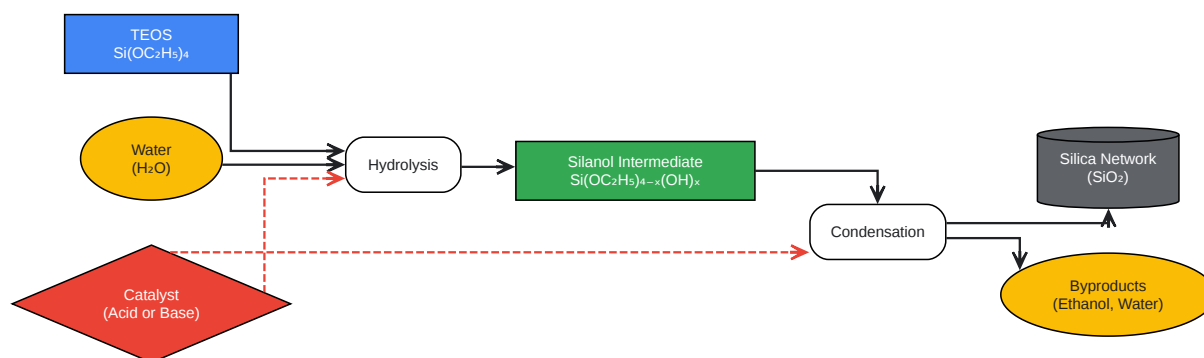 TEOS
Si(OC₂H₅)₄
Water
(H₂O)
Hydrolysis
Silanol Intermediate
Si(OC₂H₅)₄₋ₓ(OH)ₓ
Silica Network
(SiO₂)
Condensation
Catalyst
(Acid or Base)
Byproducts
(Ethanol, Water)